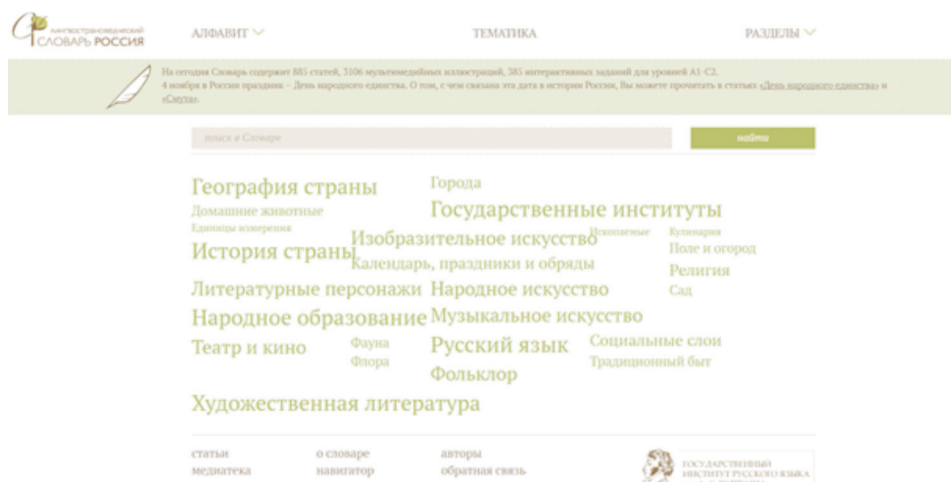 лингвострановедческий
СЛОВАРЬ РОССИЯ
АЛФАВИТ
ТЕМАТИКА
РАЗДЕЛЫ
На сегодня Словарь содержит 885 статей, 3106 мультимедийных иллюстраций, 385 интерактивных заданий для уровней А1-С2.
4 ноября в России праздник – День народного единства. О том, с чем связана эта дата в истории России, Вы можете прочитать в статьях «День народного единства» и
«Смута».
поиск в Словаре
найти
География страны
Города
Домашние животные
Государственные институты
Единицы измерения
Изобразительное искусство
Ископаемые
Кулинария
История страны
Поле и огород
Календарь, праздники и обряды
Религия
Литературные персонажи
Народное искусство
Сад
Народное образование
Музыкальное искусство
Театр и кино
Фауна
Русский язык
Социальные слои
Флора
Традиционный быт
Фольклор
Художественная литература
статьи
о словаре
авторы
медиатека
навигатор
обратная связь
ГОСУДАРСТВЕННЫЙ
ИНСТИТУТ РУССКОГО ЯЗЫКА